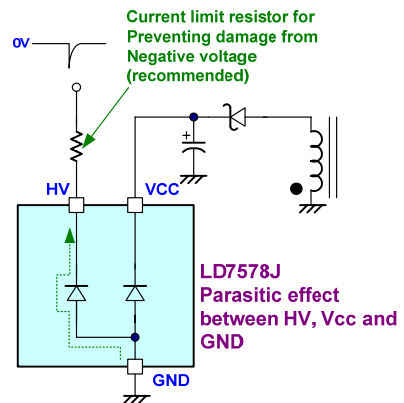 Current limit resistor for
Preventing damage from
Negative voltage
(recommended)
0V
+
HV
VCC
LD7578J
Parasitic effect
between HV, Vcc and
GND
GND